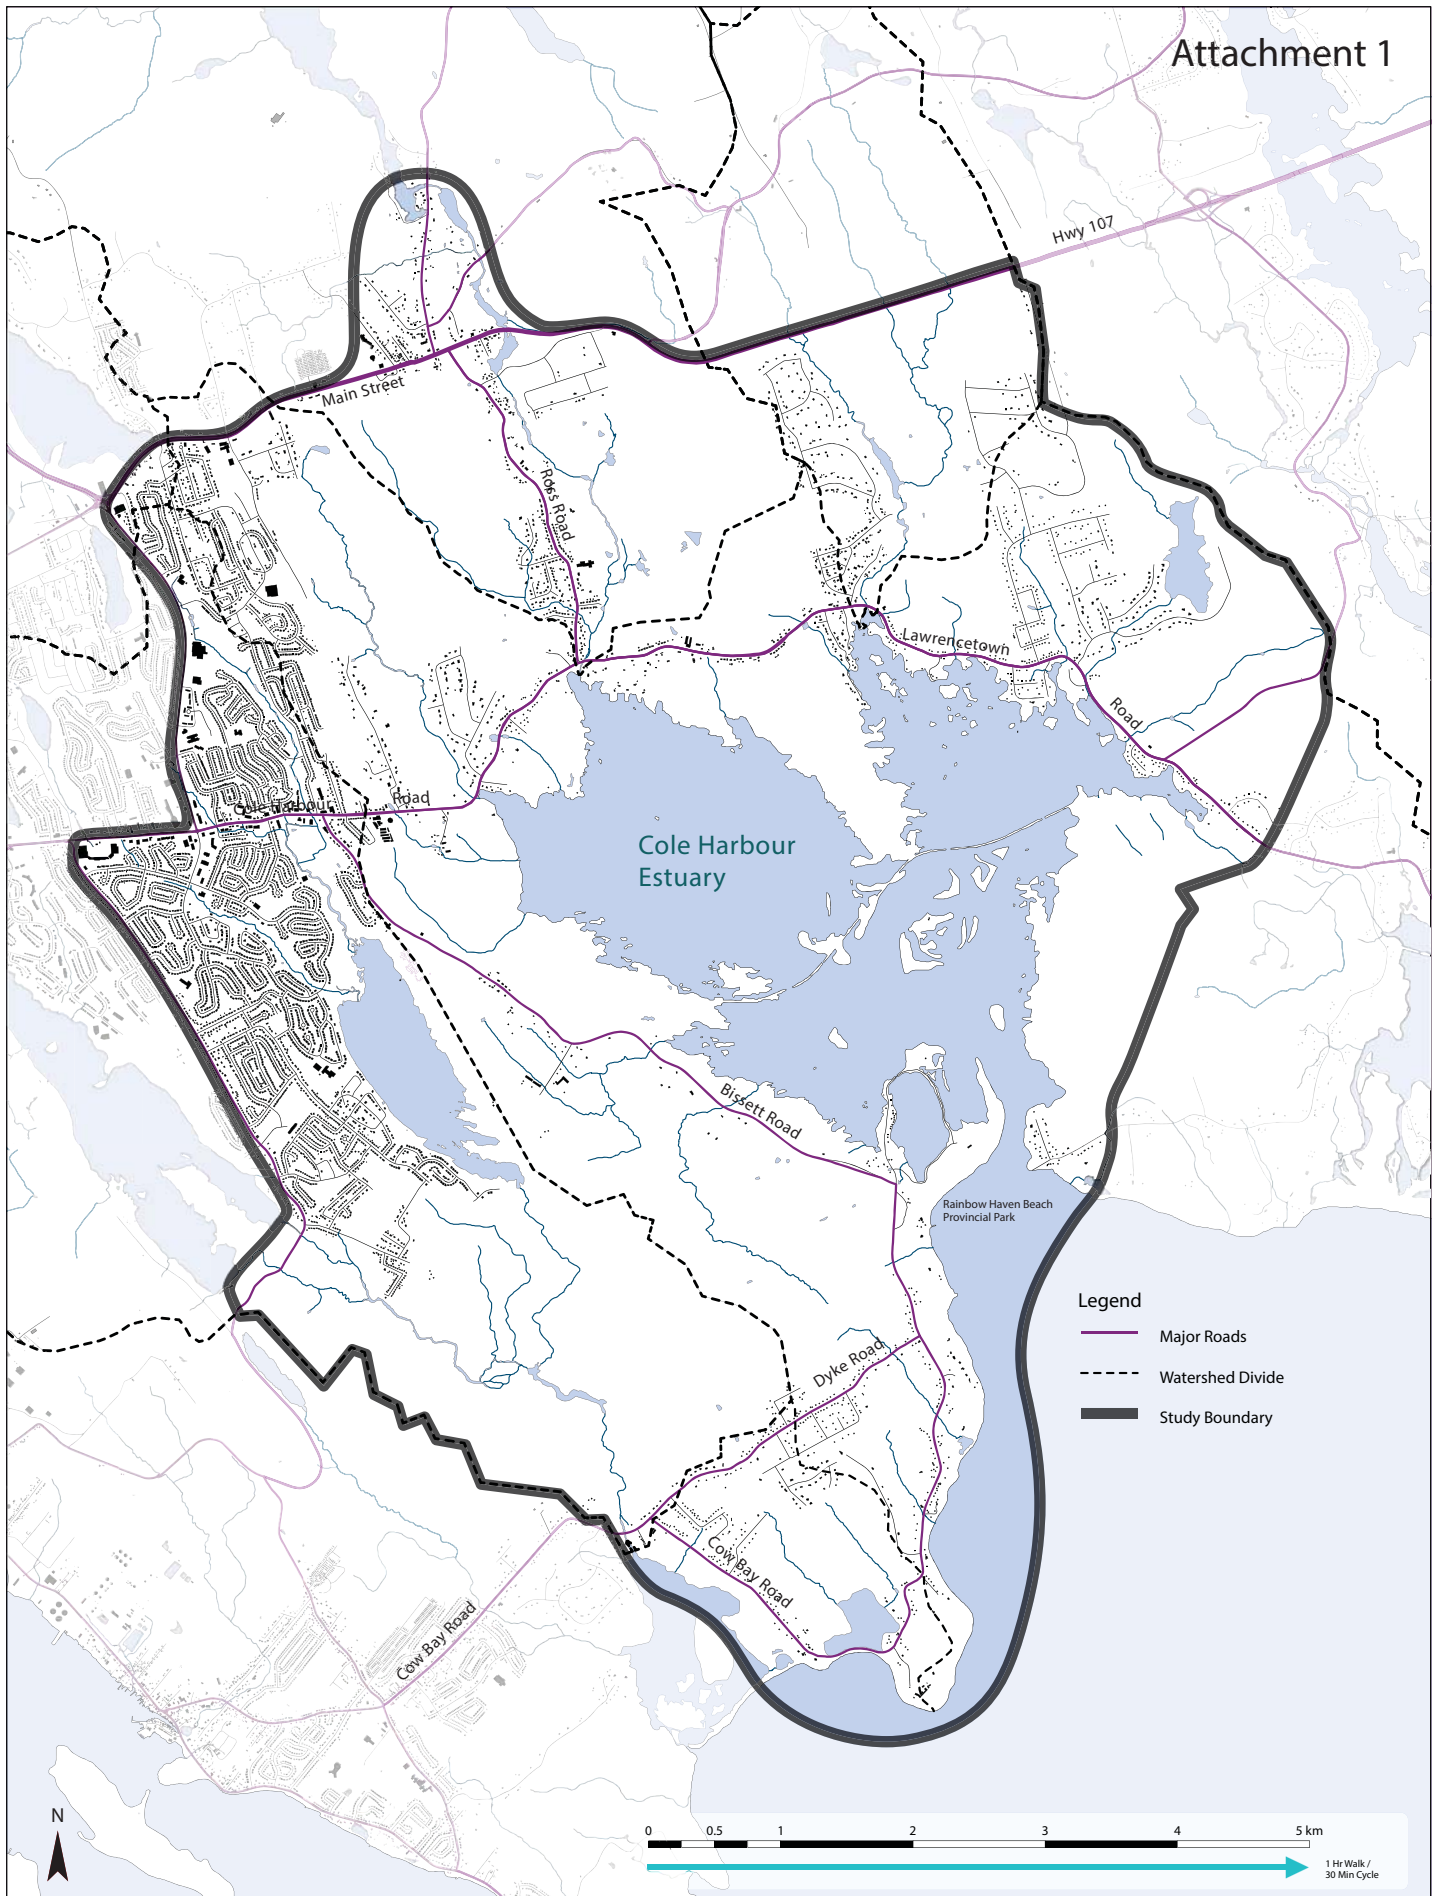 Attachment 1
Hwy 107
Main Street
Ross Road
Lawrencetown
Road
Cole Harbour
Road
Cole Harbour
Estuary
Bissett Road
Rainbow Haven Beach
Provincial Park
Legend
Major Roads
Dyke Road
Watershed Divide
Study Boundary
Cow Bay Road
Cow Bay Road
N
0 0.5 1 2 3 4 5 km
1 Hr Walk /
30 Min Cycle